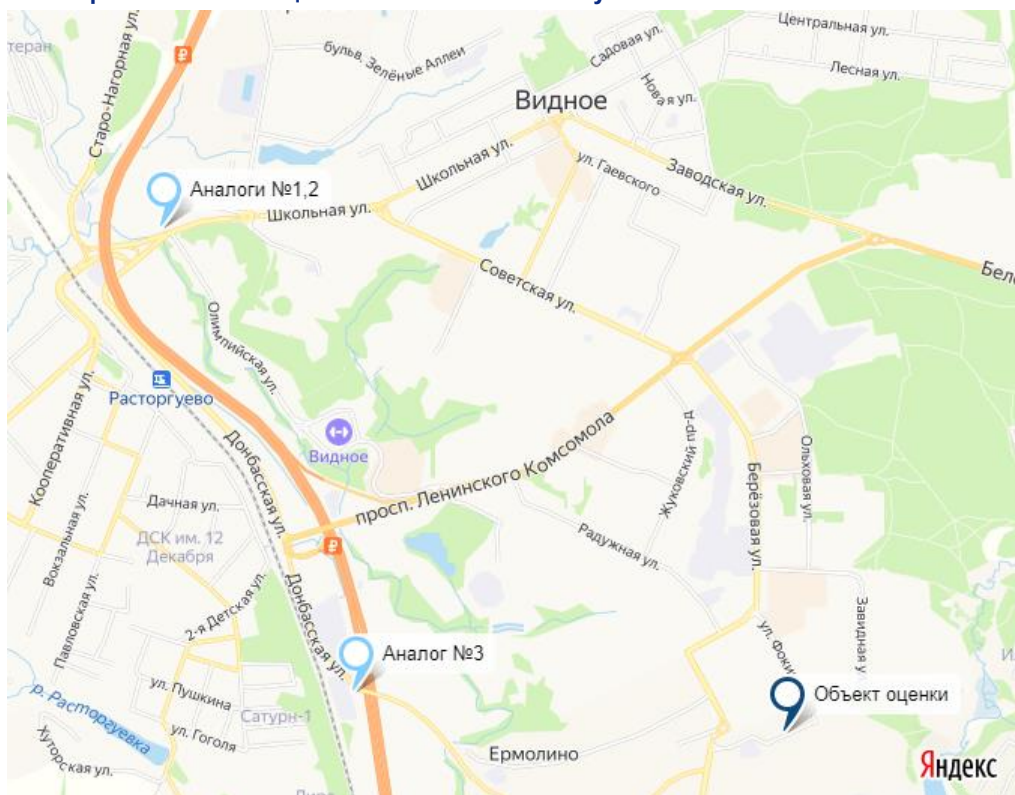 Центральная ул.
Садовая ул.
Старо-Нагорная ул.
бульв. Зелёные Аллеи
Лесная ул.
Новая ул.
Видное
Школьная ул.
ул. Гаевского
Заводская ул.
Аналоги №1,2
Школьная ул.
Советская ул.
Олимпийская ул.
Расторгуево
Кооперативная ул.
Видное
просп. Ленинского Комсомола
Жуковский пр-д
Ольховая ул.
Берёзовая ул.
Донбасская ул.
Дачная ул.
Вокзальная ул.
ДСК им. 12
Декабря
Радужная ул.
Павловская ул.
2-я Детская ул.
Донбасская ул.
Завидная ул.
Аналог №3
ул. Пушкина
Объект оценки
р. Расторгуевка
Сатурн-1
ул. Гоголя
Хуторская ул.
Ермолино
Яндекс